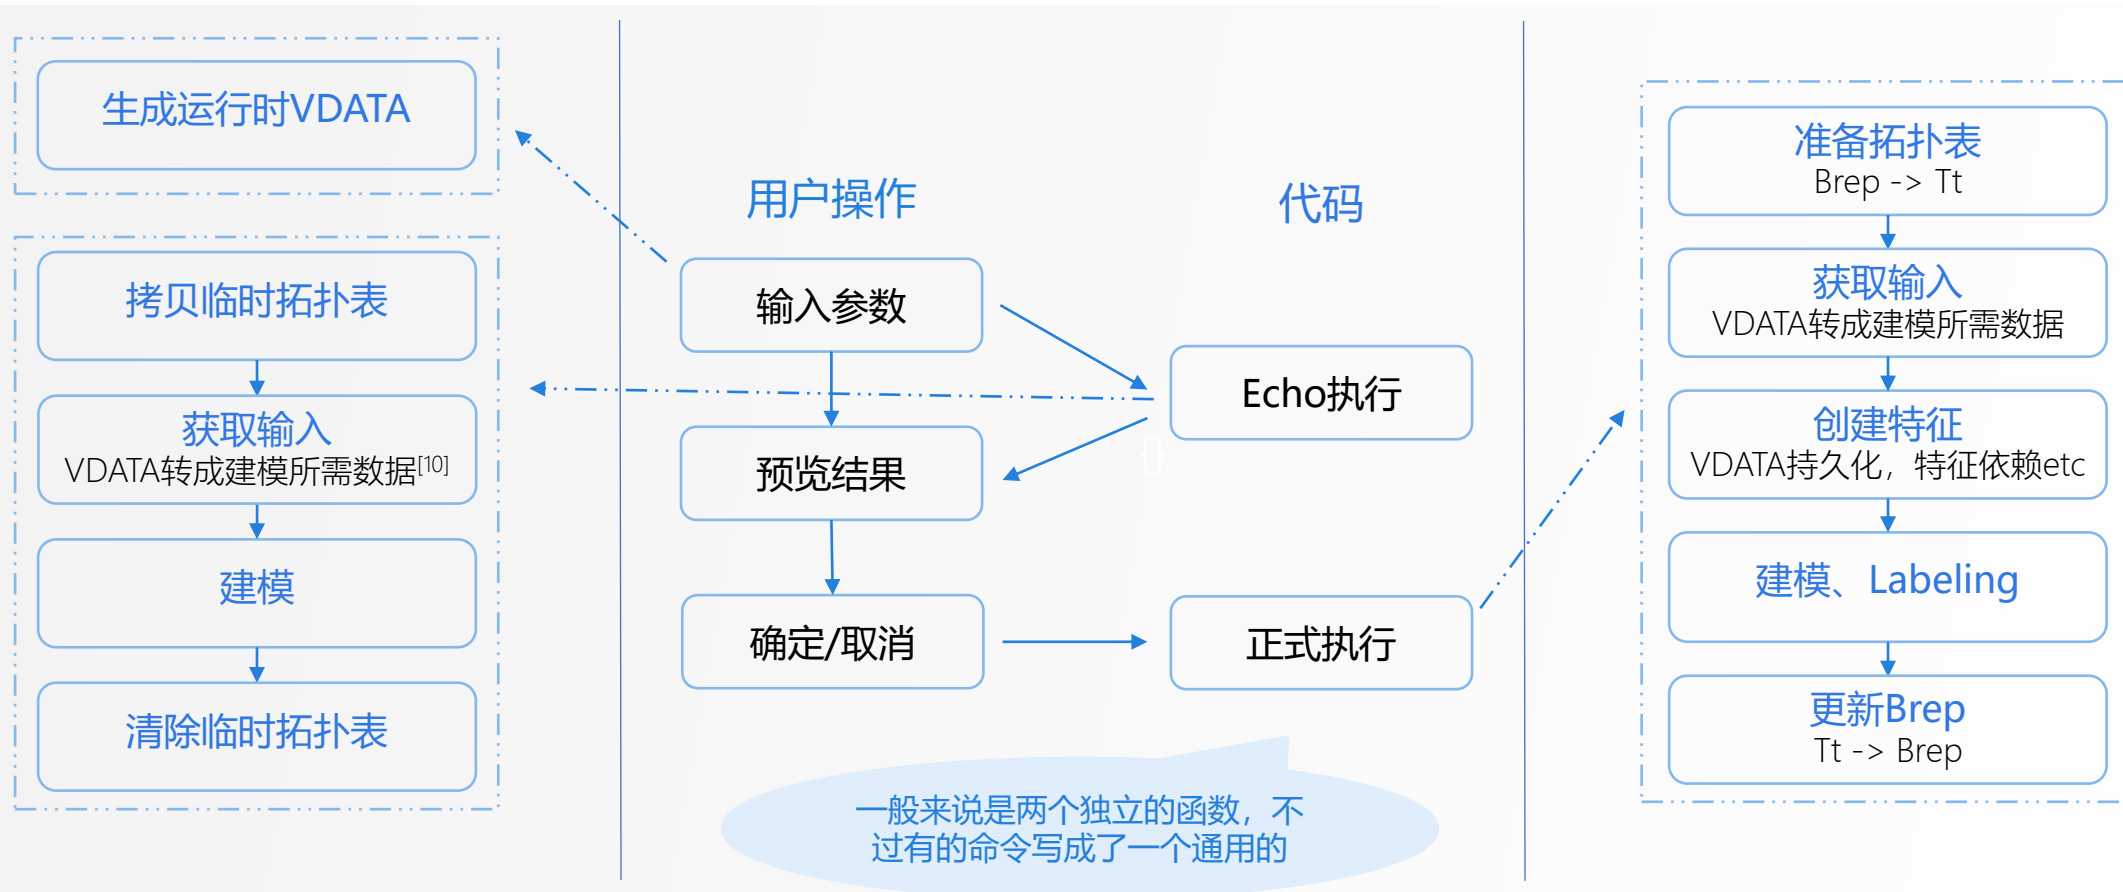 生成运行时VDATA
拷贝临时拓扑表
获取输入
VDATA转成建模所需数据[10]
建模
清除临时拓扑表
用户操作
代码
输入参数
Echo执行
{}
预览结果
确定/取消
正式执行
一般来说是两个独立的函数，不
过有的命令写成了一个通用的
准备拓扑表
Brep -> Tt
获取输入
VDATA转成建模所需数据
创建特征
VDATA持久化，特征依赖etc
建模、Labeling
更新Brep
Tt -> Brep